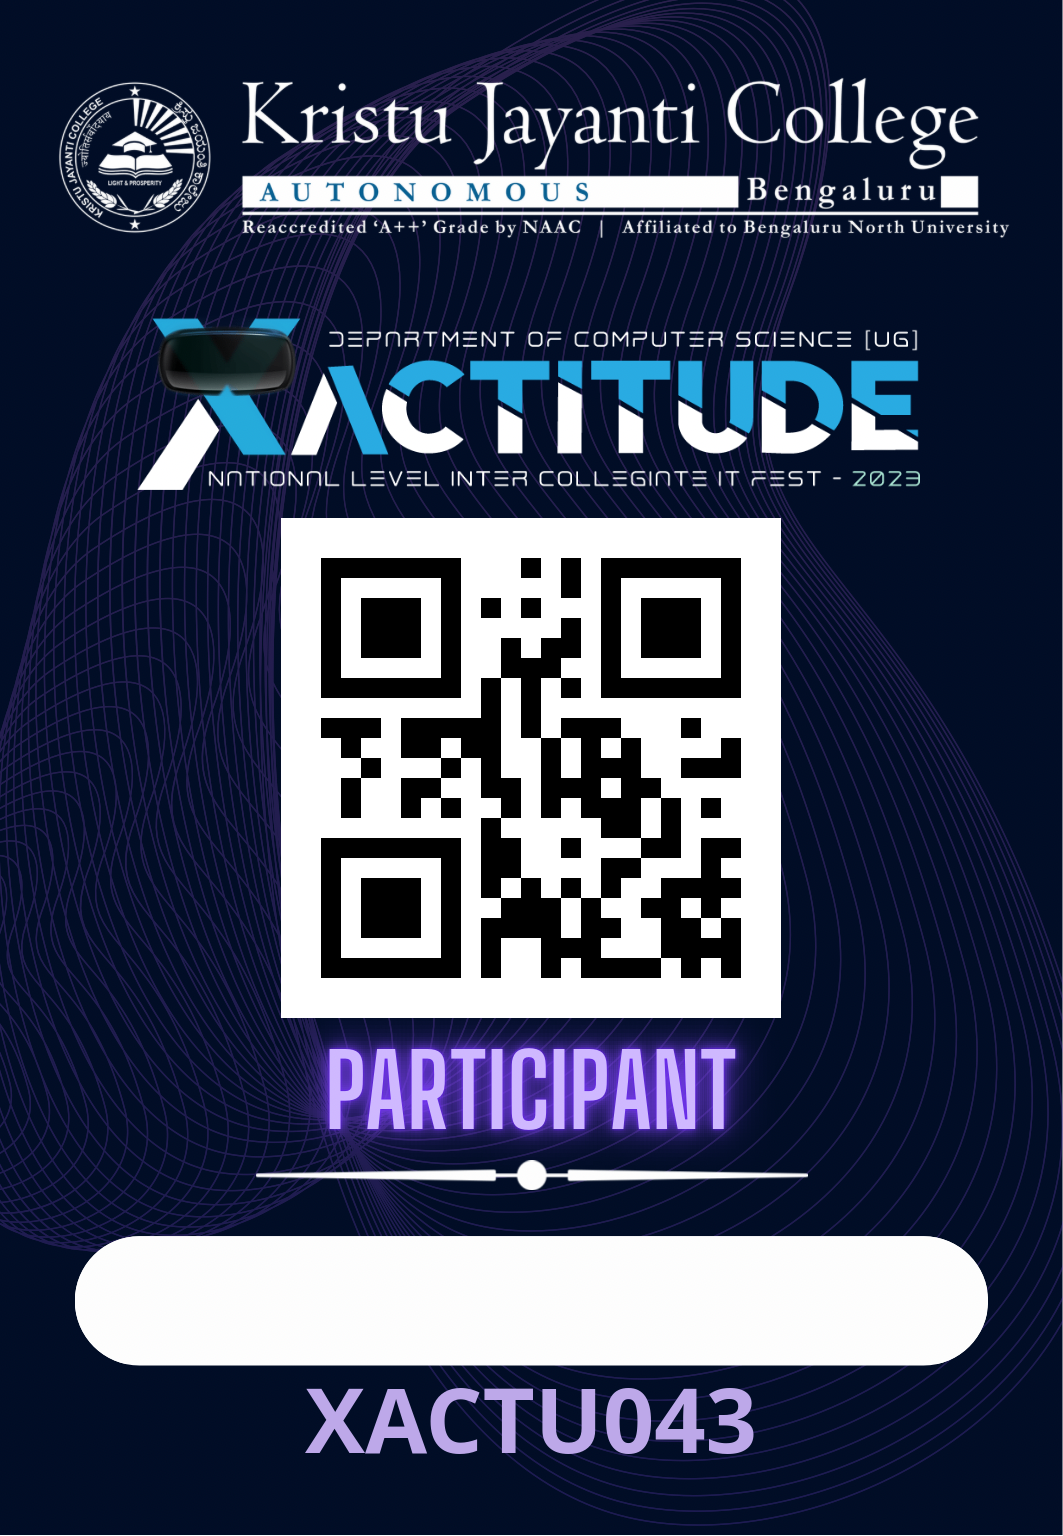 KRISTU JAYANTI COLLEGE
ಕ್ರಿಸ್ತು ಜಯಂತಿ ಕಾಲೇಜು
LIGHT & PROSPERITY
Kristu Jayanti College
AUTONOMOUS Bengaluru
Reaccredited ‘A++’ Grade by NAAC | Affiliated to Bengaluru North University
DEPARTMENT OF COMPUTER SCIENCE [UG]
XACTITUDE
NATIONAL LEVEL INTER COLLEGIATE IT FEST - 2023
PARTICIPANT
XACTU043